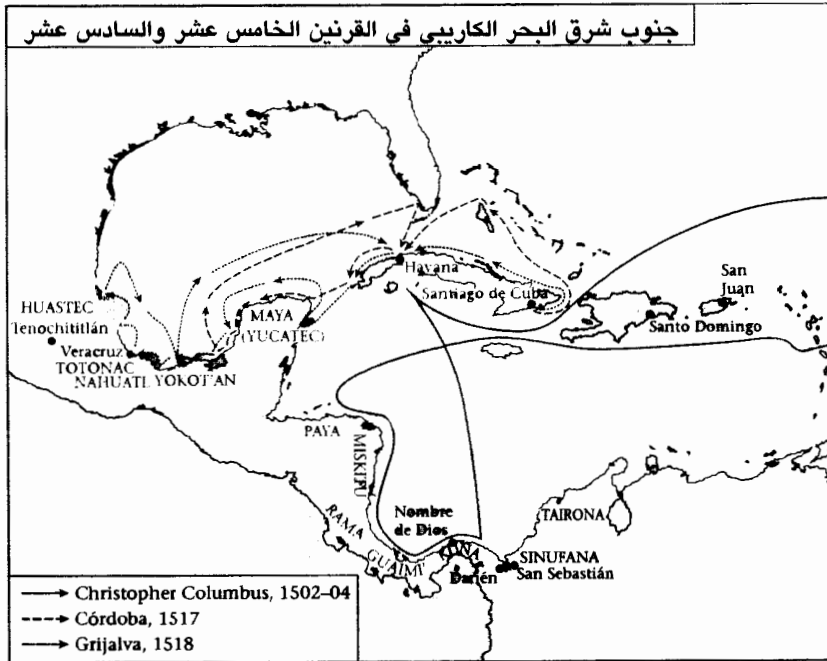 جنوب شرق البحر الكاريبي في القرنين الخامس عشر والسادس عشر
Havana
Santiago de Cuba
San
Juan
Santo Domingo
HUASTEC
Tenochititlán
Veracruz
TOTONAC
NAHUATL YOKOT'AN
MAYA
(YUCATEC)
PAYA
MISKITU
RAMA
GUAIMI'
Nombre
de Dios
KUNA
Darién
TAIRONA
SINUFANA
San Sebastián
Christopher Columbus, 1502–04
Córdoba, 1517
Grijalva, 1518